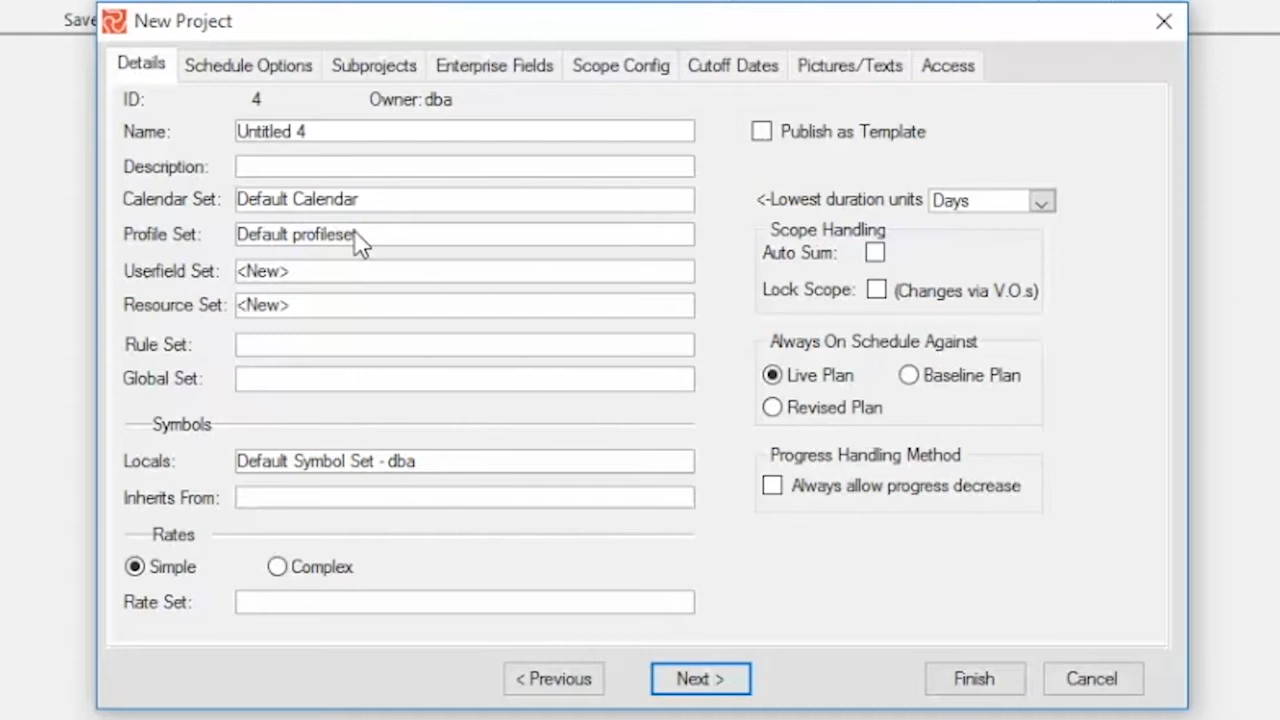 Save
New Project
Details Schedule Options Subprojects Enterprise Fields Scope Config Cutoff Dates Pictures/Texts Access
ID: 4 Owner: dba
Name: Untitled 4
Publish as Template
Description:
Calendar Set: Default Calendar
<-Lowest duration units Days
Profile Set: Default profileset
Scope Handling
Auto Sum:
Userfield Set: <New>
Lock Scope: (Changes via V.O.s)
Resource Set: <New>
Rule Set:
Always On Schedule Against
Live Plan Baseline Plan
Global Set:
Revised Plan
Symbols
Locals: Default Symbol Set - dba
Progress Handling Method
Always allow progress decrease
Inherits From:
Rates
Simple Complex
Rate Set:
< Previous Next > Finish Cancel